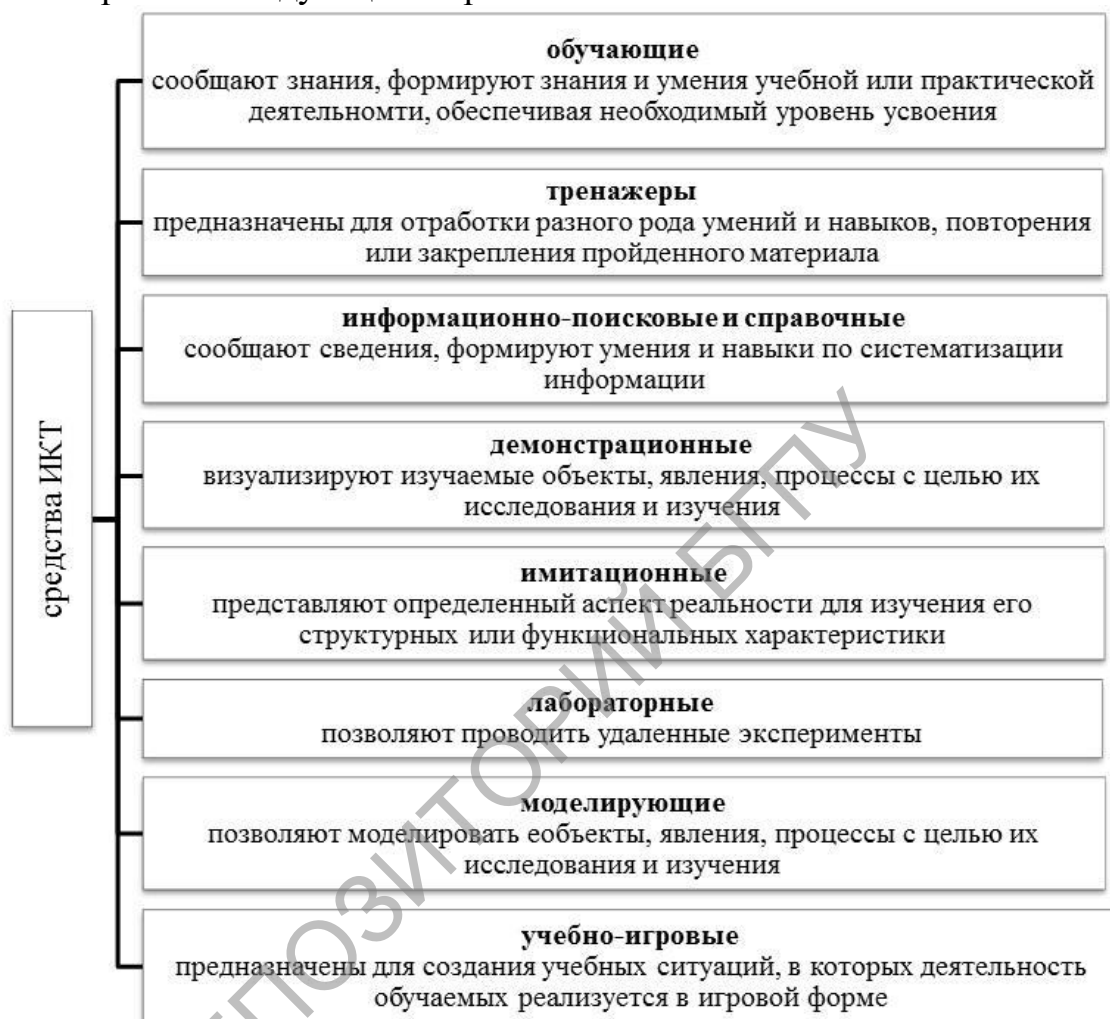 обучающие
сообщают знания, формируют знания и умения учебной или практической
деятельномти, обеспечивая необходимый уровень усвоения
тренажеры
предназначены для отработки разного рода умений и навыков, повторения
или закрепления пройденного материала
информационно-поисковые и справочные
сообщают сведения, формируют умения и навыки по систематизации
информации
средства ИКТ
демонстрационные
визуализируют изучаемые объекты, явления, процессы с целью их
исследования и изучения
имитационные
представляют определенный аспект реальности для изучения его
структурных или функциональных характеристики
лабораторные
позволяют проводить удаленные эксперименты
моделирующие
позволяют моделировать еобъекты, явления, процессы с целью их
исследования и изучения
учебно-игровые
предназначены для создания учебных ситуаций, в которых деятельность
обучаемых реализуется в игровой форме
ПОЗИТОРИЙ БГПУ